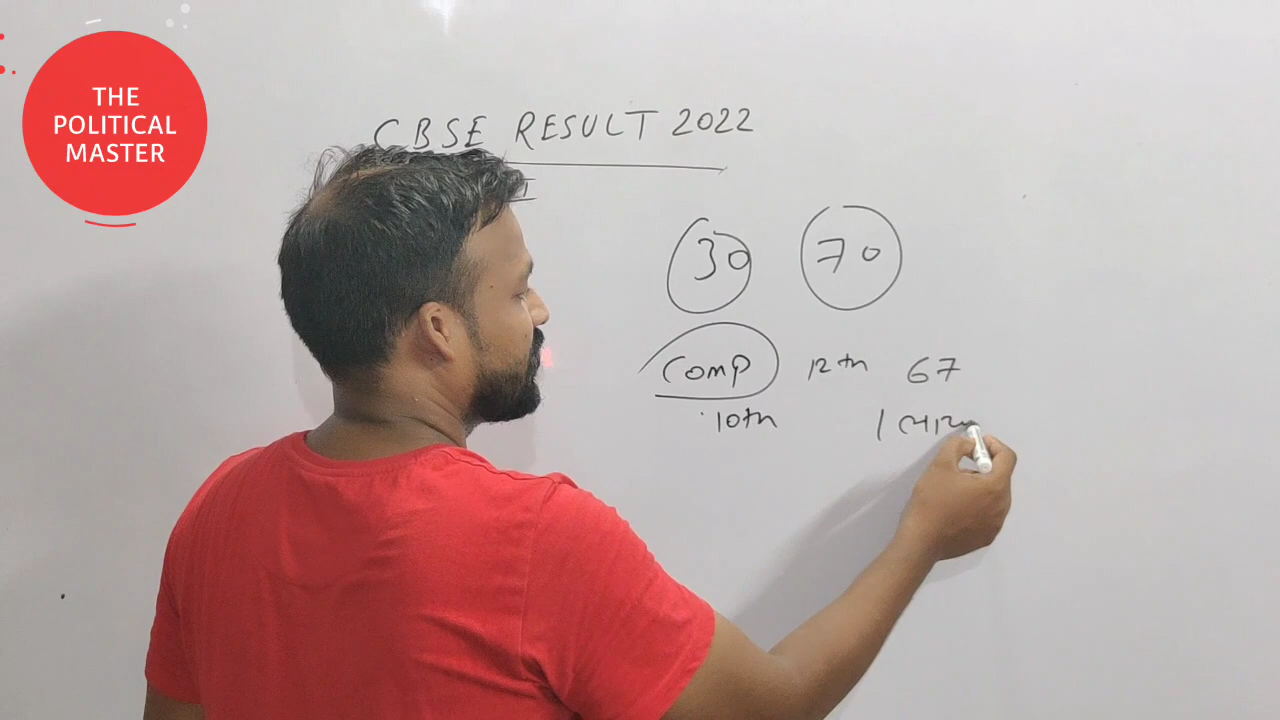 THE
POLITICAL
MASTER
CBSE RESULT 2022
30 70
Comp 12th 67
10th